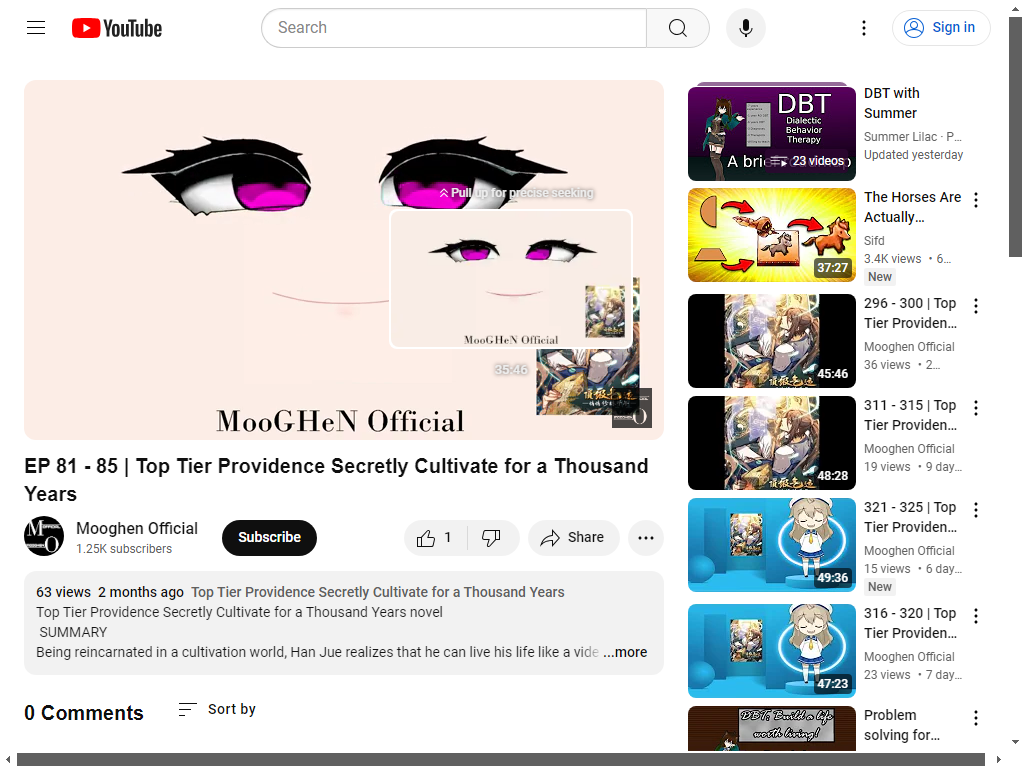 YouTube
Search
Sign in
Pull up for precise seeking
MooGHeN Official
35:46
MooGHeN Official
EP 81 - 85 | Top Tier Providence Secretly Cultivate for a Thousand
Years
Mooghen Official
1.25K subscribers
Subscribe
1
Share
63 views 2 months ago Top Tier Providence Secretly Cultivate for a Thousand Years
Top Tier Providence Secretly Cultivate for a Thousand Years novel
SUMMARY
Being reincarnated in a cultivation world, Han Jue realizes that he can live his life like a vide ...more
0 Comments
Sort by
DBT
Dialectic
Behavior
Therapy
A brie
23 videos
DBT with
Summer
Summer Lilac · P...
Updated yesterday
37:27
The Horses Are
Actually...
Sifd
3.4K views • 6...
New
45:46
296 - 300 | Top
Tier Providen...
Mooghen Official
36 views • 2...
48:28
311 - 315 | Top
Tier Providen...
Mooghen Official
19 views • 9 day...
49:36
321 - 325 | Top
Tier Providen...
Mooghen Official
15 views • 6 day...
New
47:23
316 - 320 | Top
Tier Providen...
Mooghen Official
23 views • 7 day...
DBT: Build a life
worth living!
Problem
solving for...